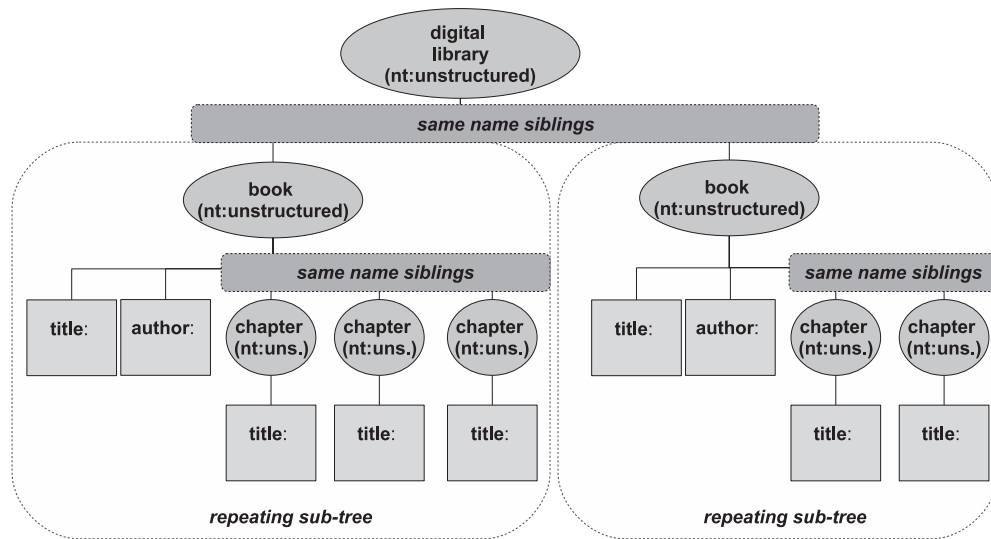 digital
library
(nt:unstructured)
same name siblings
book
(nt:unstructured)
same name siblings
title:
author:
chapter
(nt:uns.)
chapter
(nt:uns.)
chapter
(nt:uns.)
title:
title:
title:
repeating sub-tree
book
(nt:unstructured)
same name siblings
title:
author:
chapter
(nt:uns.)
chapter
(nt:uns.)
title:
title:
repeating sub-tree